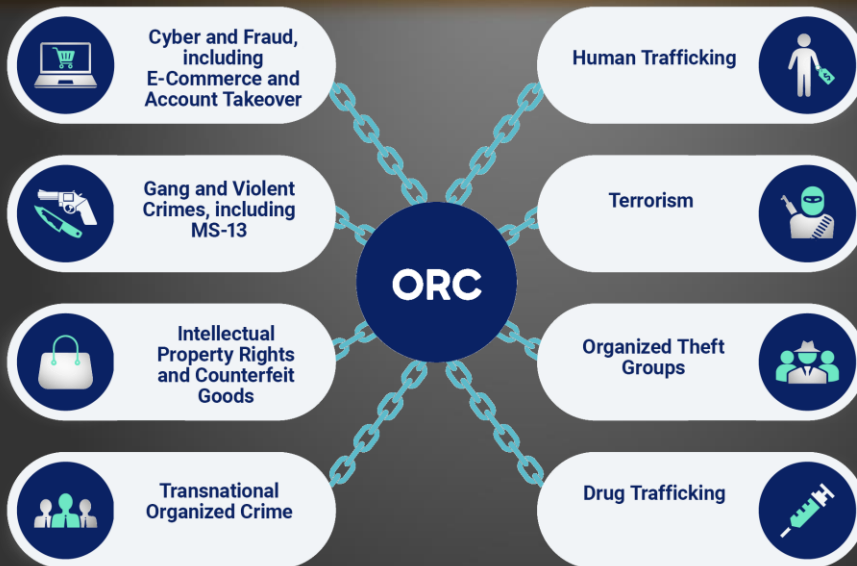 Cyber and Fraud,
including
E-Commerce and
Account Takeover
Human Trafficking
Gang and Violent
Crimes, including
MS-13
Terrorism
ORC
Intellectual
Property Rights
and Counterfeit
Goods
Organized Theft
Groups
Transnational
Organized Crime
Drug Trafficking